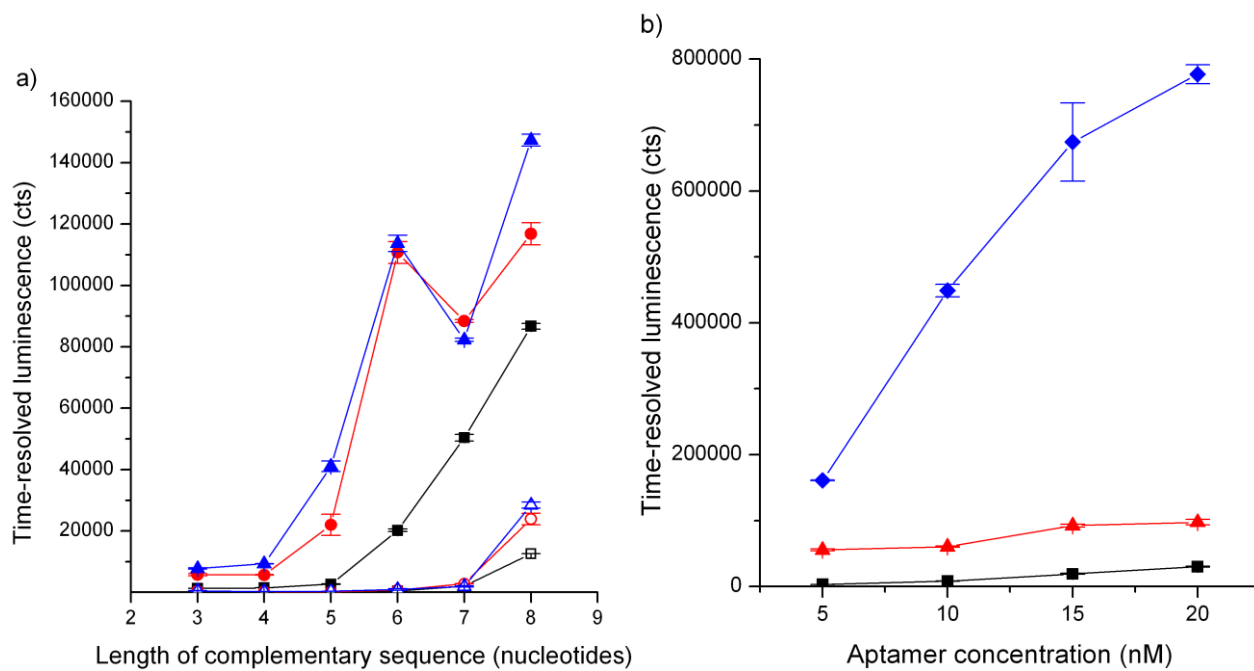 a)
Time-resolved luminescence (cts)
160000
140000
120000
100000
80000
60000
40000
20000
2 3 4 5 6 7 8 9
Length of complementary sequence (nucleotides)
b)
Time-resolved luminescence (cts)
800000
600000
400000
200000
0
5 10 15 20
Aptamer concentration (nM)